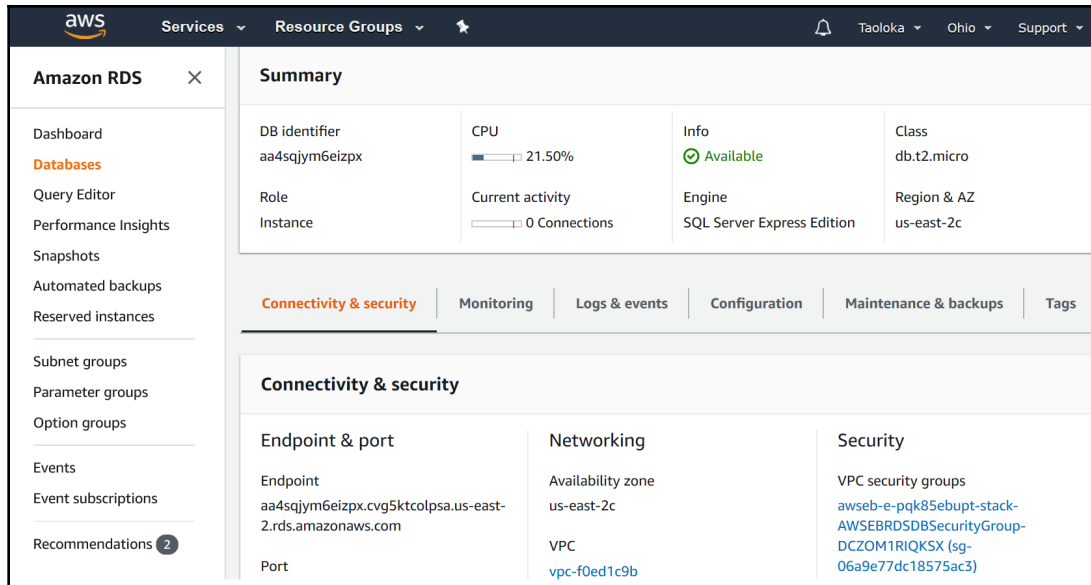 aws
Services
Resource Groups
Taoloka
Ohio
Support
Amazon RDS
Dashboard
Databases
Query Editor
Performance Insights
Snapshots
Automated backups
Reserved instances
Subnet groups
Parameter groups
Option groups
Events
Event subscriptions
Recommendations 2
Summary
DB identifier
aa4sqjym6eizpx
CPU
21.50%
Info
Available
Class
db.t2.micro
Role
Instance
Current activity
0 Connections
Engine
SQL Server Express Edition
Region & AZ
us-east-2c
Connectivity & security
Monitoring
Logs & events
Configuration
Maintenance & backups
Tags
Connectivity & security
Endpoint & port
Endpoint
aa4sqjym6eizpx.cvg5ktcolpsa.us-east-
2.rds.amazonaws.com
Port
Networking
Availability zone
us-east-2c
VPC
vpc-f0ed1c9b
Security
VPC security groups
awseb-e-pqk85ebupt-stack-
AWSEBRDSDBSecurityGroup-
DCZOM1RIQKSX (sg-
06a9e77dc18575ac3)